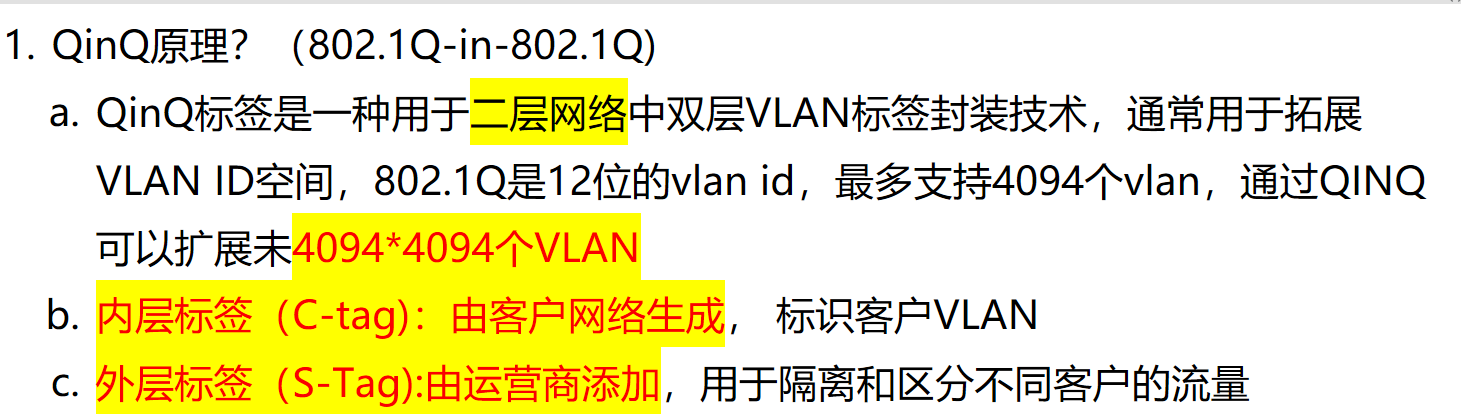 1. QinQ原理？（802.1Q-in-802.1Q）
a. QinQ标签是一种用于二层网络中双层VLAN标签封装技术，通常用于拓展
VLAN ID空间，802.1Q是12位的vlan id，最多支持4094个vlan，通过QINQ
可以扩展未4094*4094个VLAN
b. 内层标签（C-tag)：由客户网络生成， 标识客户VLAN
c. 外层标签（S-Tag):由运营商添加，用于隔离和区分不同客户的流量